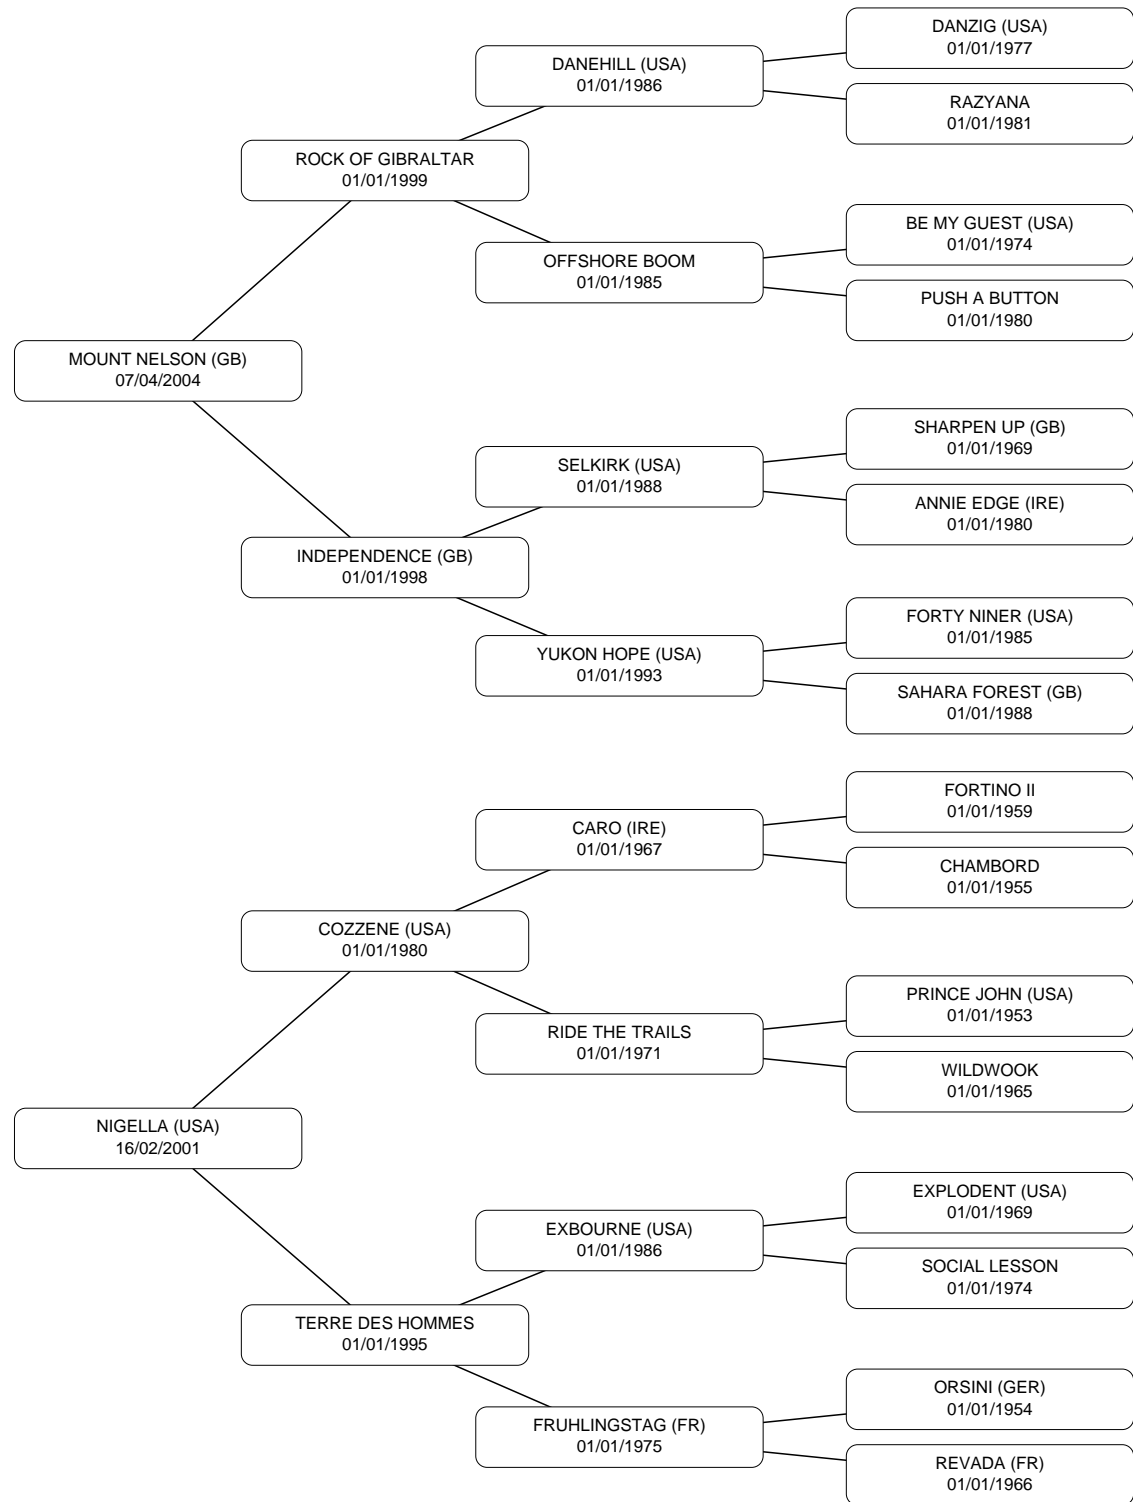 DANZIG (USA)
01/01/1977
DANEHILL (USA)
01/01/1986
RAZYANA
01/01/1981
ROCK OF GIBRALTAR
01/01/1999
BE MY GUEST (USA)
01/01/1974
OFFSHORE BOOM
01/01/1985
PUSH A BUTTON
01/01/1980
MOUNT NELSON (GB)
07/04/2004
SHARPEN UP (GB)
01/01/1969
SELKIRK (USA)
01/01/1988
ANNIE EDGE (IRE)
01/01/1980
INDEPENDENCE (GB)
01/01/1998
FORTY NINER (USA)
01/01/1985
YUKON HOPE (USA)
01/01/1993
SAHARA FOREST (GB)
01/01/1988
FORTINO II
01/01/1959
CARO (IRE)
01/01/1967
CHAMBORD
01/01/1955
COZZENE (USA)
01/01/1980
PRINCE JOHN (USA)
01/01/1953
RIDE THE TRAILS
01/01/1971
WILDWOOK
01/01/1965
NIGELLA (USA)
16/02/2001
EXPLODENT (USA)
01/01/1969
EXBOURNE (USA)
01/01/1986
SOCIAL LESSON
01/01/1974
TERRE DES HOMMES
01/01/1995
ORSINI (GER)
01/01/1954
FRUHLINGSTAG (FR)
01/01/1975
REVADA (FR)
01/01/1966